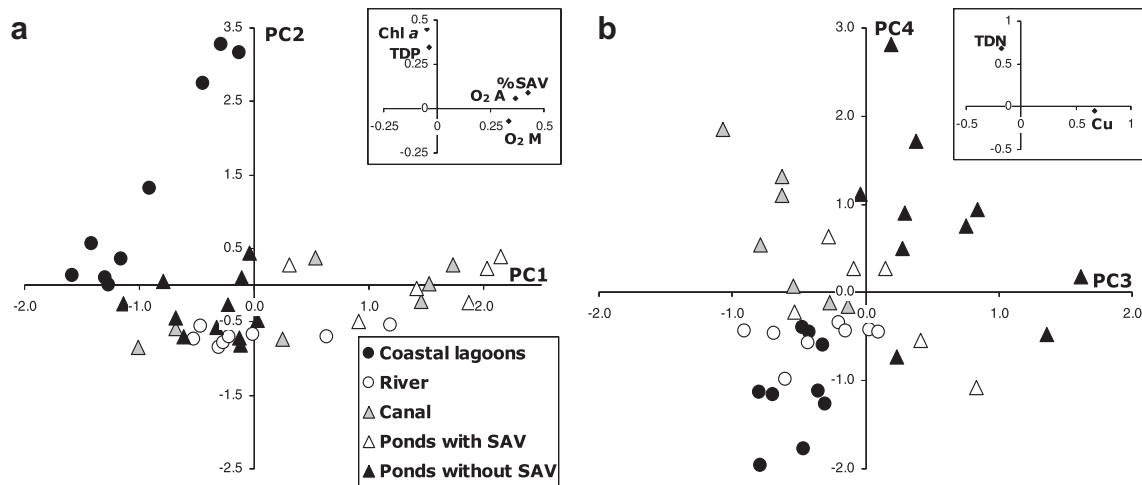 a
3.5
PC2
2.5
1.5
0.5
-2.0
-1.0
0.0
1.0
2.0
PC1
-0.5
-1.5
-2.5
0.5
Chl a
TDP
0.25
%SAV
O₂ A
0
-0.25
0
0.25
0.5
O₂ M
-0.25
Coastal lagoons
River
Canal
Ponds with SAV
Ponds without SAV
b
3.0
PC4
2.0
1.0
0.0
PC3
-2.0
-1.0
0.0
1.0
2.0
-1.0
-2.0
1
TDN
0.5
0
-0.5
0
0.5
1
Cu
-0.5